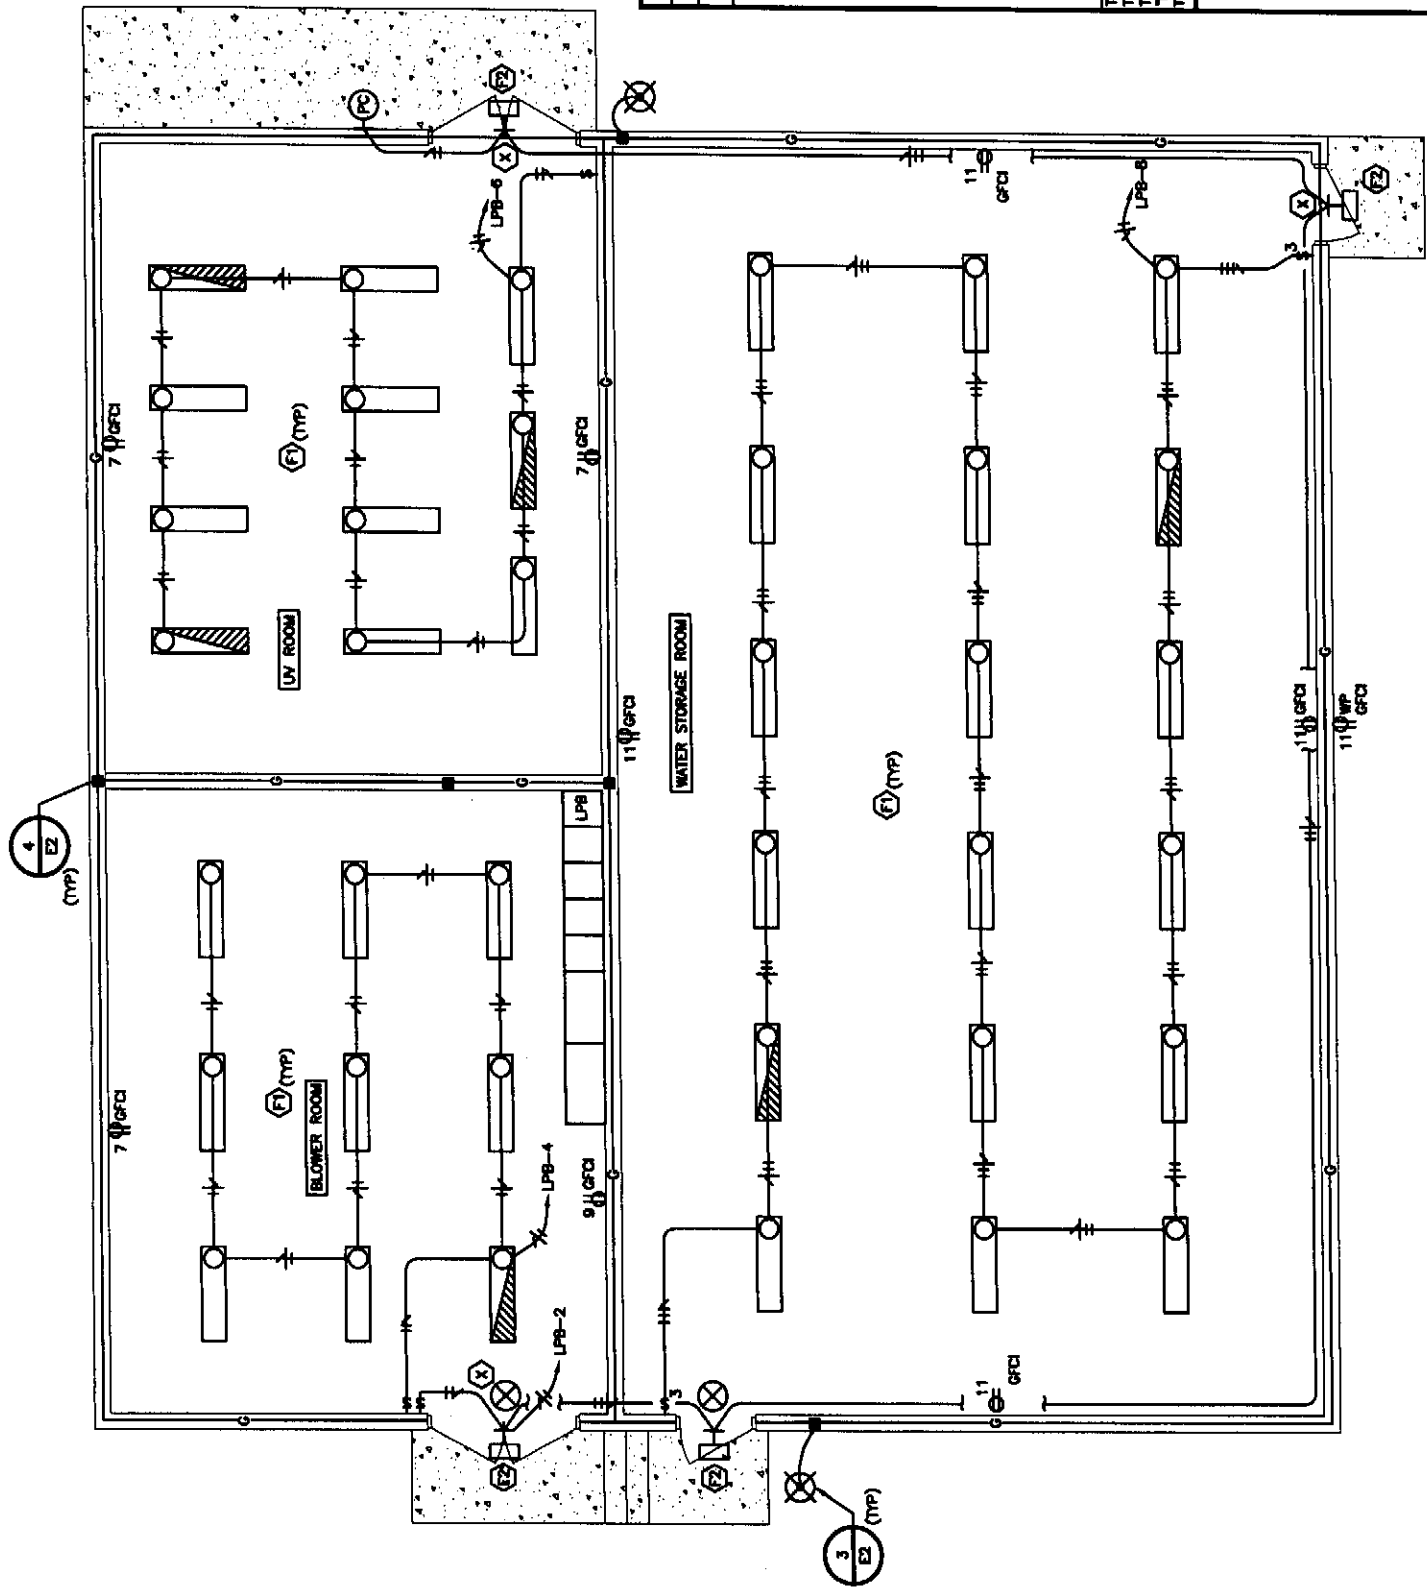 PC
F2
X
LPB-6
S
7 GFCI
F1 (TYP)
7 GFCI
UV ROOM
G
11 GFCI
F2
X
LPB-8
3
S
11 GFCI
WATER STORAGE ROOM
F1 (TYP)
11 GFCI
11 WP
GFCI
4
E2
(TYP)
LPB
7 GFCI
F1 (TYP)
BLOWER ROOM
9 GFCI
LPB-4
LPB-2
X
F2
3
F2
11
GFCI
3
E2
(TYP)
G
G
G
G
G
G
G
G
G
G